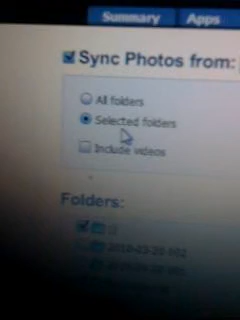 Summary Apps
Sync Photos from:
All folders
Selected folders
Include videos
Folders: